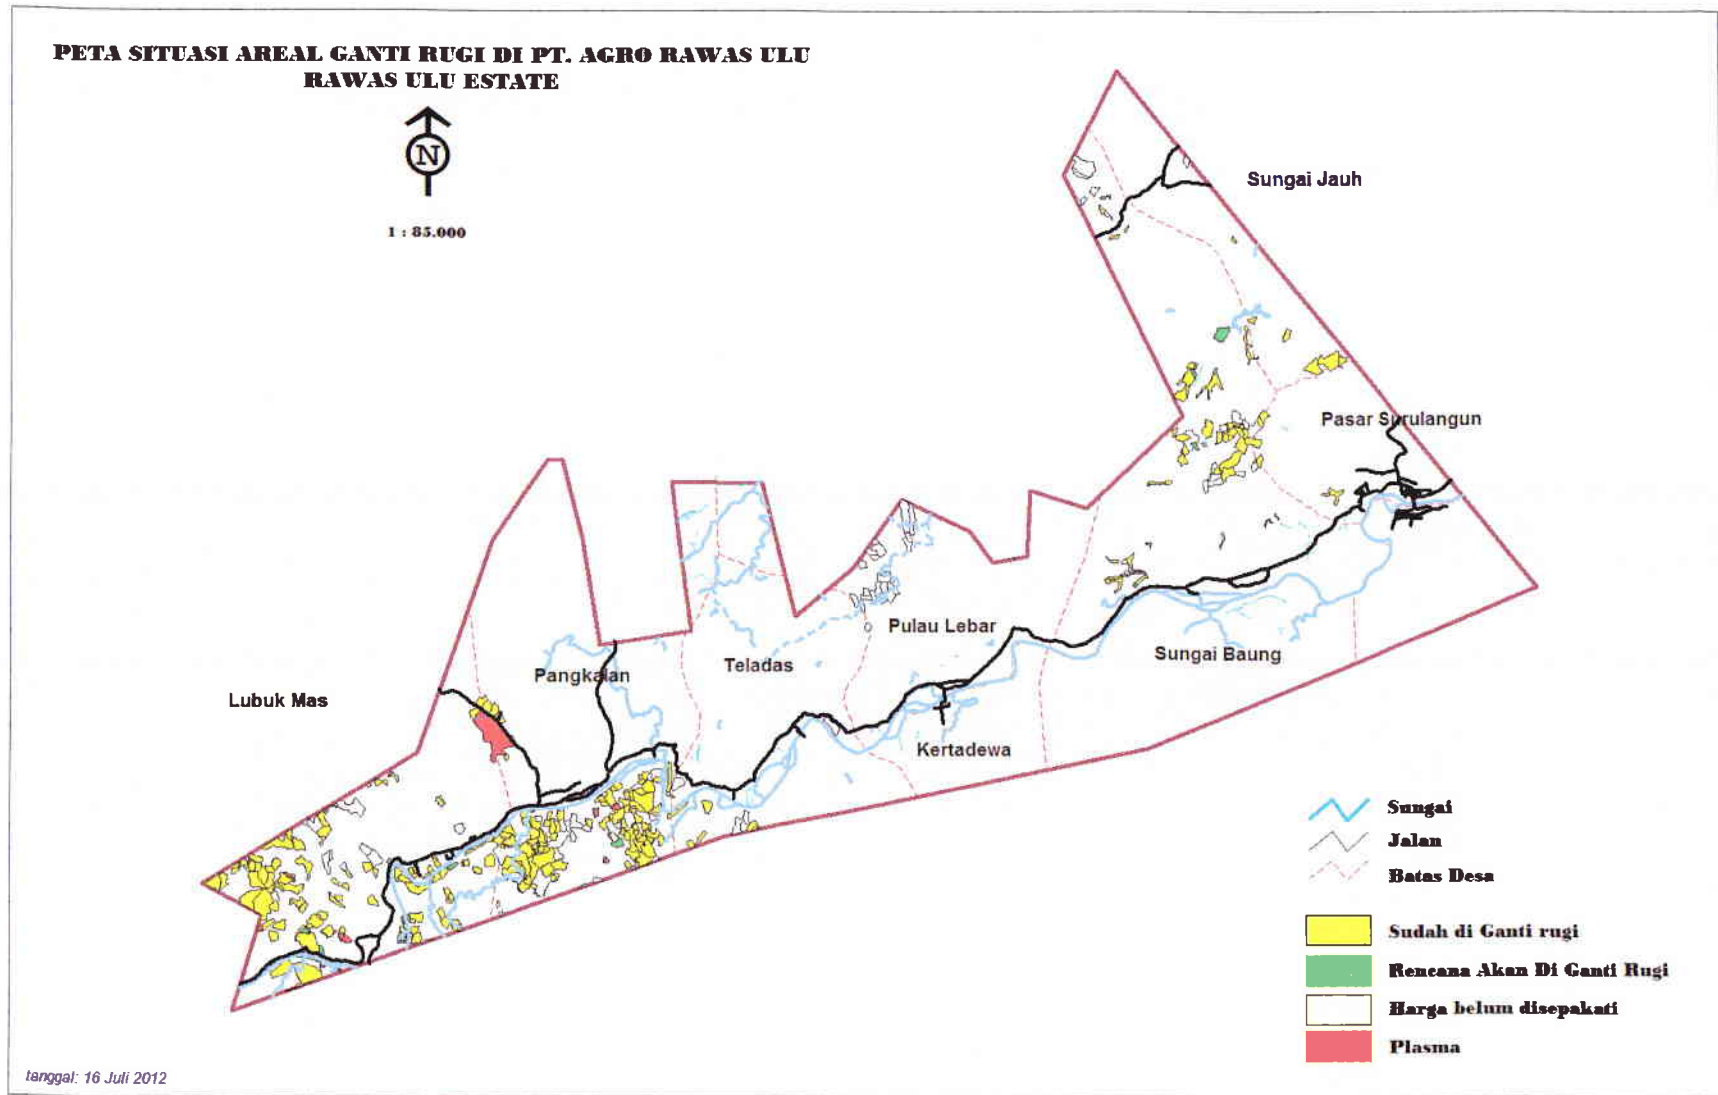 PETA SITUASI AREAL GANTI RUGI DI PT. AGRO RAWAS ULU
RAWAS ULU ESTATE
N
1 : 85.000
Sungai Jauh
Pasar Surulangun
Pulau Lebar
Sungai Baung
Teladas
Pangkalan
Lubuk Mas
Kertadewa
Sungai
Jalan
Batas Desa
Sudah di Ganti rugi
Rencana Akan Di Ganti Rugi
Harga belum disepakati
Plasma
tanggal: 16 Juli 2012